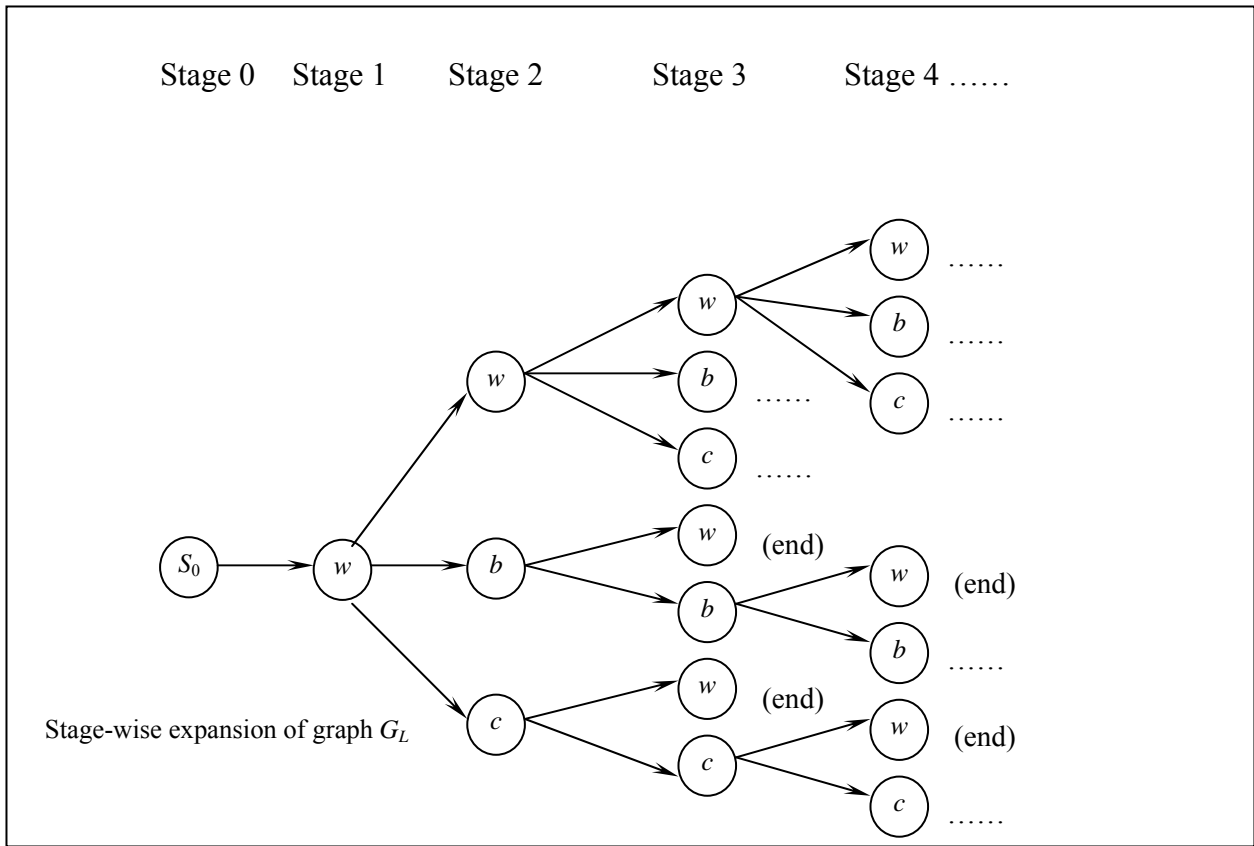 Stage 0 Stage 1 Stage 2 Stage 3 Stage 4 ……
w ……
w
b ……
w
b ……
c ……
c ……
w (end)
S0 w b
w (end)
b
b ……
w (end)
c
w (end)
Stage-wise expansion of graph GL
c
c ……